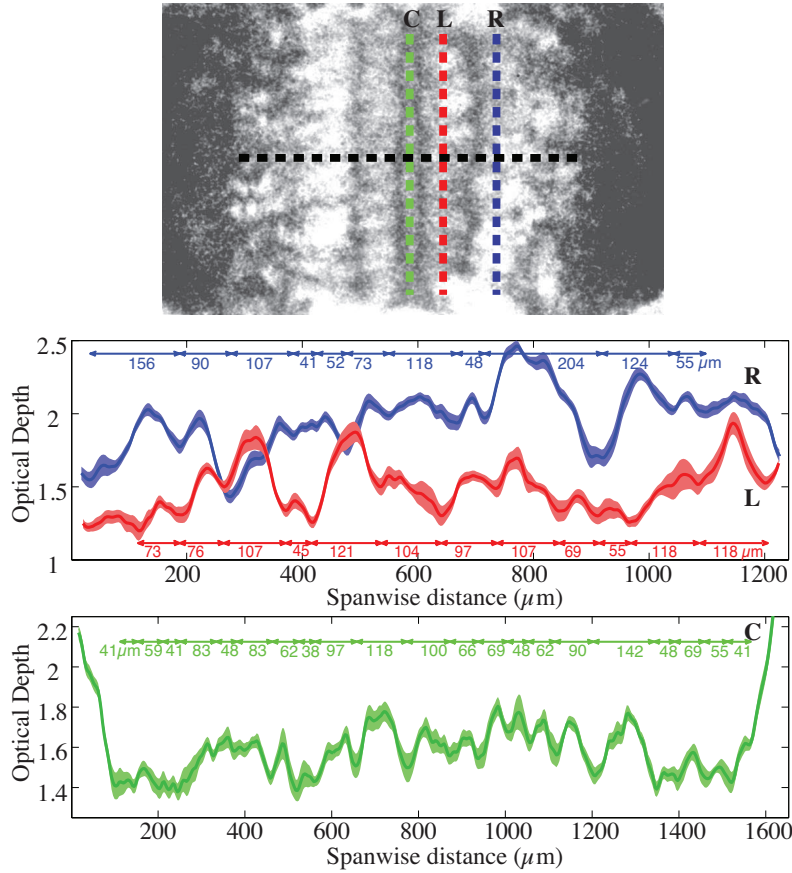 C L R
2.5
2
1.5
1
Optical Depth
156 90 107 41 52 73 118 48 204 124 55 µm
R
L
73 76 107 45 121 104 97 107 69 55 118 118 µm
200 400 600 800 1000 1200
Spanwise distance (µm)
2.2
2
1.8
1.6
1.4
Optical Depth
C
41µm 59 41 83 48 83 62 38 97 118 100 66 69 48 62 90 142 48 69 55 41
200 400 600 800 1000 1200 1400 1600
Spanwise distance (µm)